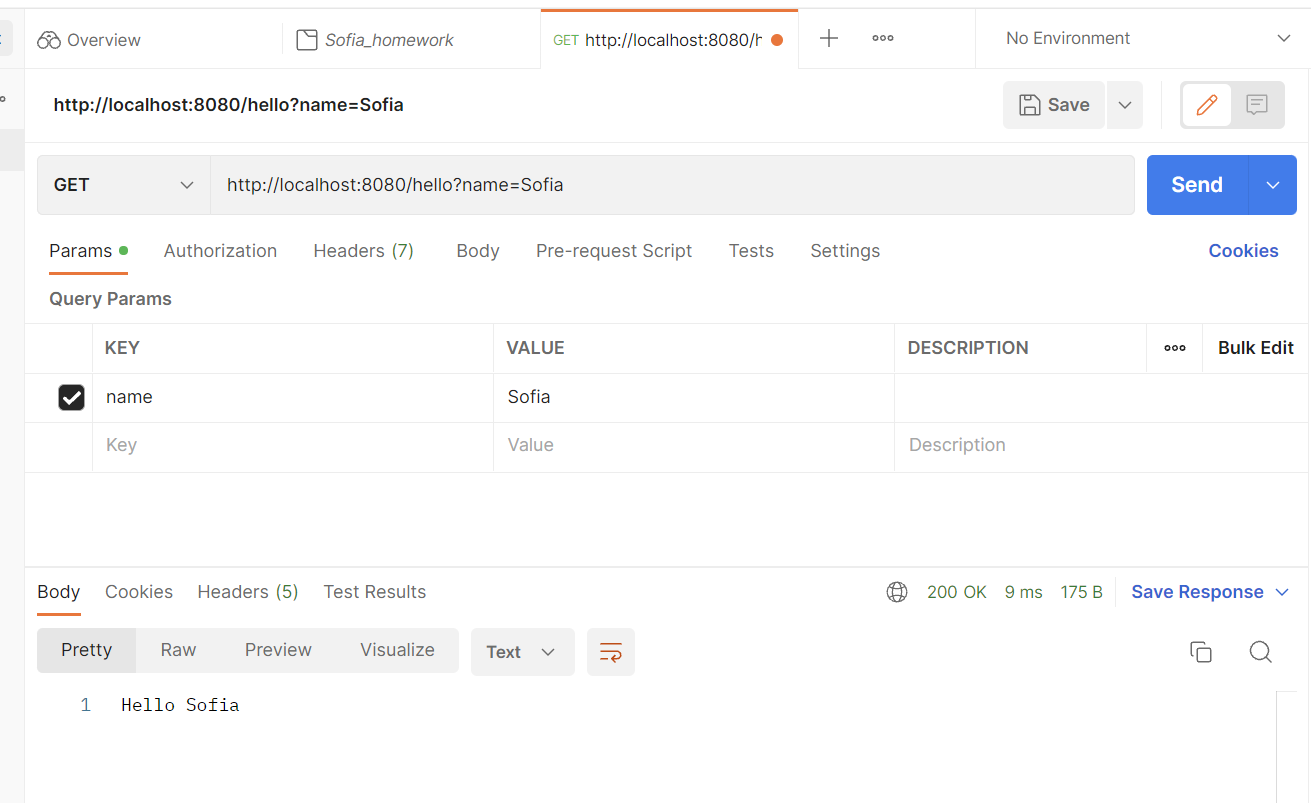 Overview Sofia_homework GET http://localhost:8080/h No Environment
http://localhost:8080/hello?name=Sofia Save
GET http://localhost:8080/hello?name=Sofia Send
Params Authorization Headers (7) Body Pre-request Script Tests Settings Cookies
Query Params
KEY VALUE DESCRIPTION Bulk Edit
name Sofia
Key Value Description
Body Cookies Headers (5) Test Results 200 OK 9 ms 175 B Save Response
Pretty Raw Preview Visualize Text
1 Hello Sofia